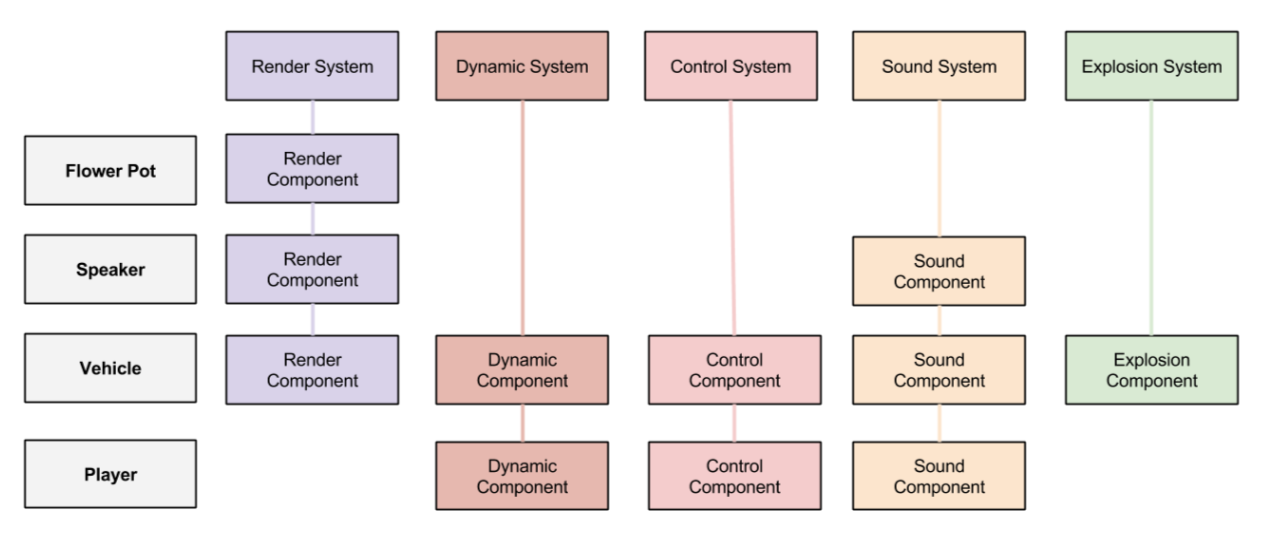 Render System
Dynamic System
Control System
Sound System
Explosion System
Flower Pot
Render
Component
Speaker
Render
Component
Sound
Component
Vehicle
Render
Component
Dynamic
Component
Control
Component
Sound
Component
Explosion
Component
Player
Dynamic
Component
Control
Component
Sound
Component